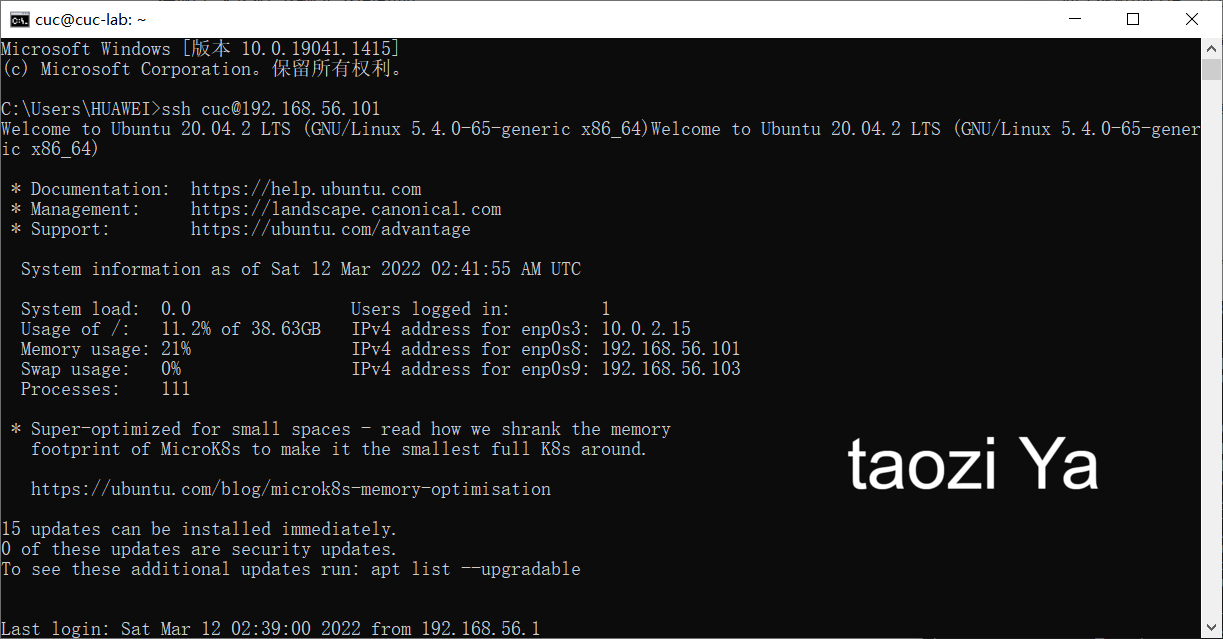 cuc@cuc-lab: ~
Microsoft Windows [版本 10.0.19041.1415]
(c) Microsoft Corporation。保留所有权利。
C:\Users\HUAWEI>ssh cuc@192.168.56.101
Welcome to Ubuntu 20.04.2 LTS (GNU/Linux 5.4.0-65-generic x86_64)Welcome to Ubuntu 20.04.2 LTS (GNU/Linux 5.4.0-65-gener
ic x86_64)
* Documentation:  https://help.ubuntu.com
* Management:     https://landscape.canonical.com
* Support:        https://ubuntu.com/advantage
System information as of Sat 12 Mar 2022 02:41:55 AM UTC
System load:  0.0                Users logged in:         1
Usage of /:   11.2% of 38.63GB   IPv4 address for enp0s3: 10.0.2.15
Memory usage: 21%                IPv4 address for enp0s8: 192.168.56.101
Swap usage:   0%                 IPv4 address for enp0s9: 192.168.56.103
Processes:    111
* Super-optimized for small spaces - read how we shrank the memory
footprint of MicroK8s to make it the smallest full K8s around.
taozi Ya
https://ubuntu.com/blog/microk8s-memory-optimisation
15 updates can be installed immediately.
0 of these updates are security updates.
To see these additional updates run: apt list --upgradable
Last login: Sat Mar 12 02:39:00 2022 from 192.168.56.1